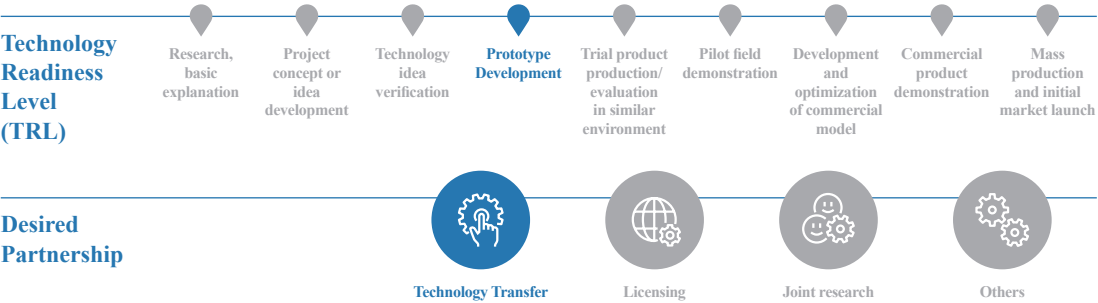 Technology
Readiness
Level
(TRL)
Research,
basic
explanation
Project
concept or
idea
development
Technology
idea
verification
Prototype
Development
Trial product
production/
evaluation
in similar
environment
Pilot field
demonstration
Development
and
optimization
of commercial
model
Commercial
product
demonstration
Mass
production
and initial
market launch
Desired
Partnership
Technology Transfer
Licensing
Joint research
Others